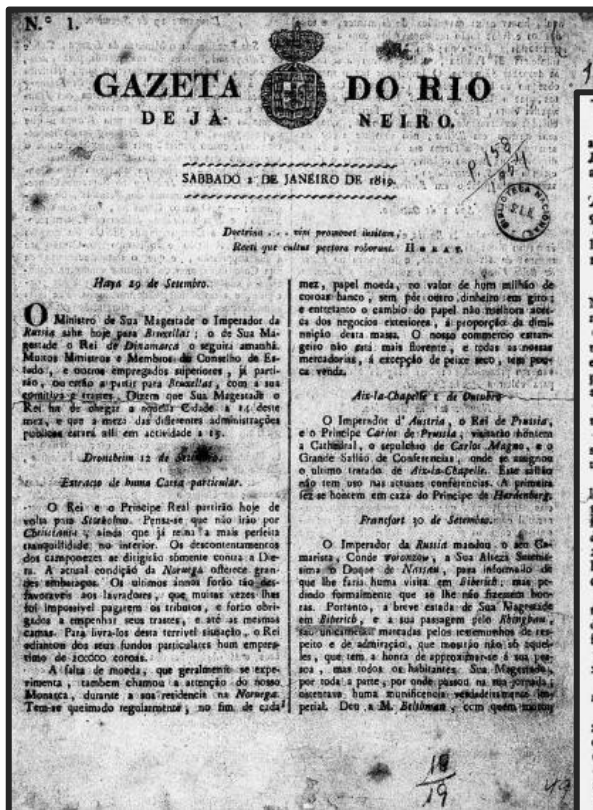 N.º 1.
GAZETA DO RIO
DE JA- NEIRO.
SABBADO 2 DE JANEIRO DE 1819.
Doctrina . . . vim promovet insitam,
Recti que cultus pectora roborant. HORAT.
P. 158
BIBLIOTHECA NACIONAL
Haya 29 de Setembro.
O Ministro de Sua Magestade o Imperador da
Russia sahe hoje para Bruxellas; o de Sua Ma-
gestade o Rei de Dinamarca o seguirá amanhã.
Muitos Ministros e Membros do Conselho de Es-
tado, e outros empregados superiores, já parti-
rão, ou estão a partir para Bruxellas, com a sua
comitiva e trastes. Dizem que Sua Magestade o
Rei ha de chegar a aquella Cidade a 14 deste
mez, e que a meza das differentes administrações
publicas estará alli em actividade a 15.
Drontheim 12 de Setembro.
Extracto de huma Carta particular.
O Rei e o Principe Real partirão hoje de
volta para Stockolmo. Pensa-se que não irão por
Christiania; ainda que já reina a mais perfeita
tranquillidade no interior. Os descontentamentos
dos camponezes se dirigião sómente contra a Die-
ta. A actual condição da Noruega offerece gran-
des embaraços. Os ultimos annos forão tão des-
favoraveis aos lavradores, que muitas vezes lhes
foi impossivel pagarem os tributos, e forão obri-
gados a empenhar seus trastes, e até as mesmas
camas. Para livra-los desta terrivel situação, o Rei
adiantou dos seus fundos particulares hum empres-
timo de 200000 coroas.
A falta de moeda, que geralmente se expe-
rimenta, tambem chamou a attenção do nosso
Monarca, durante a sua residencia na Noruega.
Tem-se queimado regularmente, no fim de cada
mez, papel moeda, no valor de hum milhão de
coroas banco, sem pôr outro dinheiro em giro;
e entretanto o cambio do papel não melhora acer-
ca dos negocios exteriores, á proporção da dimi-
nuição desta massa. O nosso commercio estran-
geiro não está mais florente, e todas as nossas
mercadorias, á excepção de peixe seco, tem pou-
ca venda.
Aix-la-Chapelle 1 de Outubro
O Imperador d'Austria, o Rei de Prussia,
e o Principe Carlos de Prussia, visitarão hontem
a Cathedral, o sepulchro de Carlos Magno, e o
Grande Sallão de Conferencias, onde se assignou
o ultimo tratado de Aix-la-Chapelle. Este sallão
não tem uso nas actuaes conferencias. A primeira
fez-se hontem em caza do Principe de Hardenberg.
Francfort 30 de Setembro.
O Imperador da Russia mandou o seu Ca-
marista, Conde Woronzow, a Sua Alteza Serenis-
sima o Duque de Nassau, para informallo de
que lhe faria huma visita em Biberich; mas pe-
dindo formalmente que se lhe não fizessem hon-
ras. Portanto, a breve estada de Sua Magestade
em Biberich, e a sua passagem pelo Rhingbau,
são unicamente marcadas pelos testemunhos de res-
peito e de admiração, que mostrão não só aquel-
les, que tem a honra de approximar-se á sua pes-
soa, mas todos os habitantes. Sua Magestade,
por toda a parte, por onde passou na sua jornada,
ostentava huma munificencia verdadeiramente im-
perial. Deu a M. com quem
18
19
49